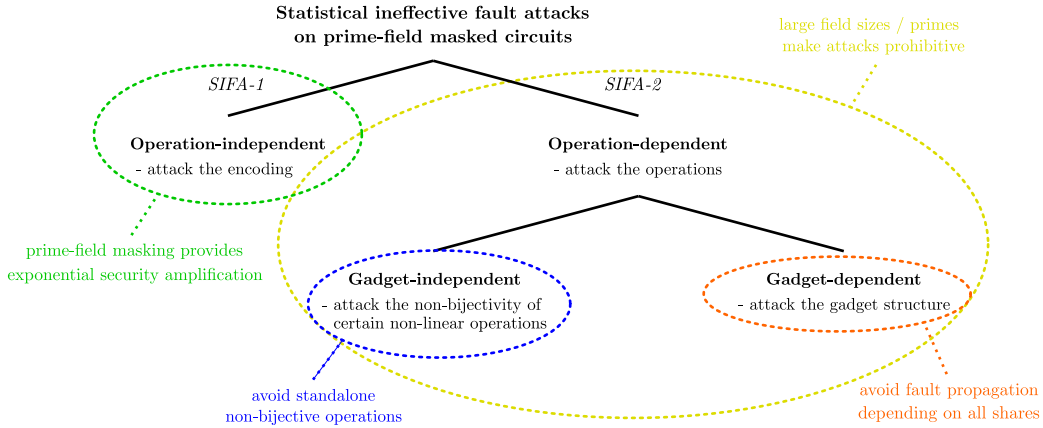 Statistical ineffective fault attacks
on prime-field masked circuits
large field sizes / primes
make attacks prohibitive
SIFA-1
SIFA-2
Operation-independent
- attack the encoding
Operation-dependent
- attack the operations
prime-field masking provides
exponential security amplification
Gadget-independent
- attack the non-bijectivity of
certain non-linear operations
Gadget-dependent
- attack the gadget structure
avoid standalone
non-bijective operations
avoid fault propagation
depending on all shares